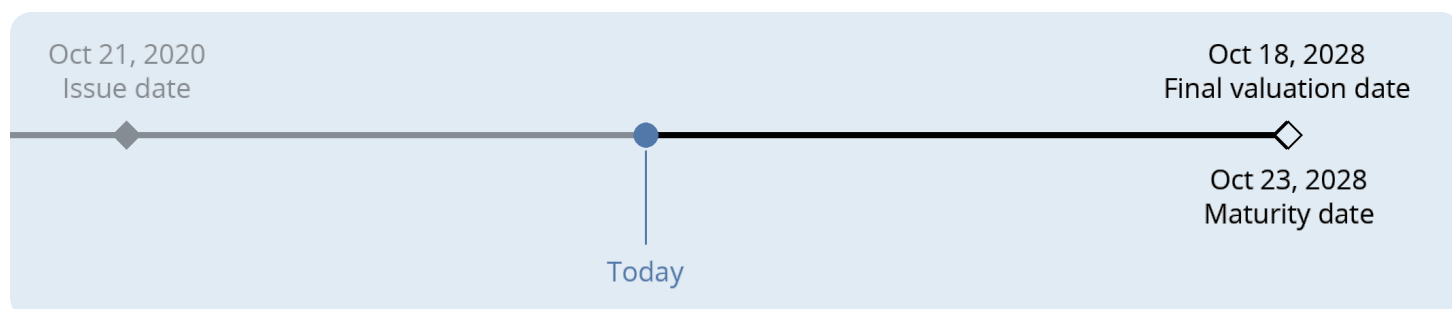 Oct 21, 2020
Issue date
Oct 18, 2028
Final valuation date
Oct 23, 2028
Maturity date
Today